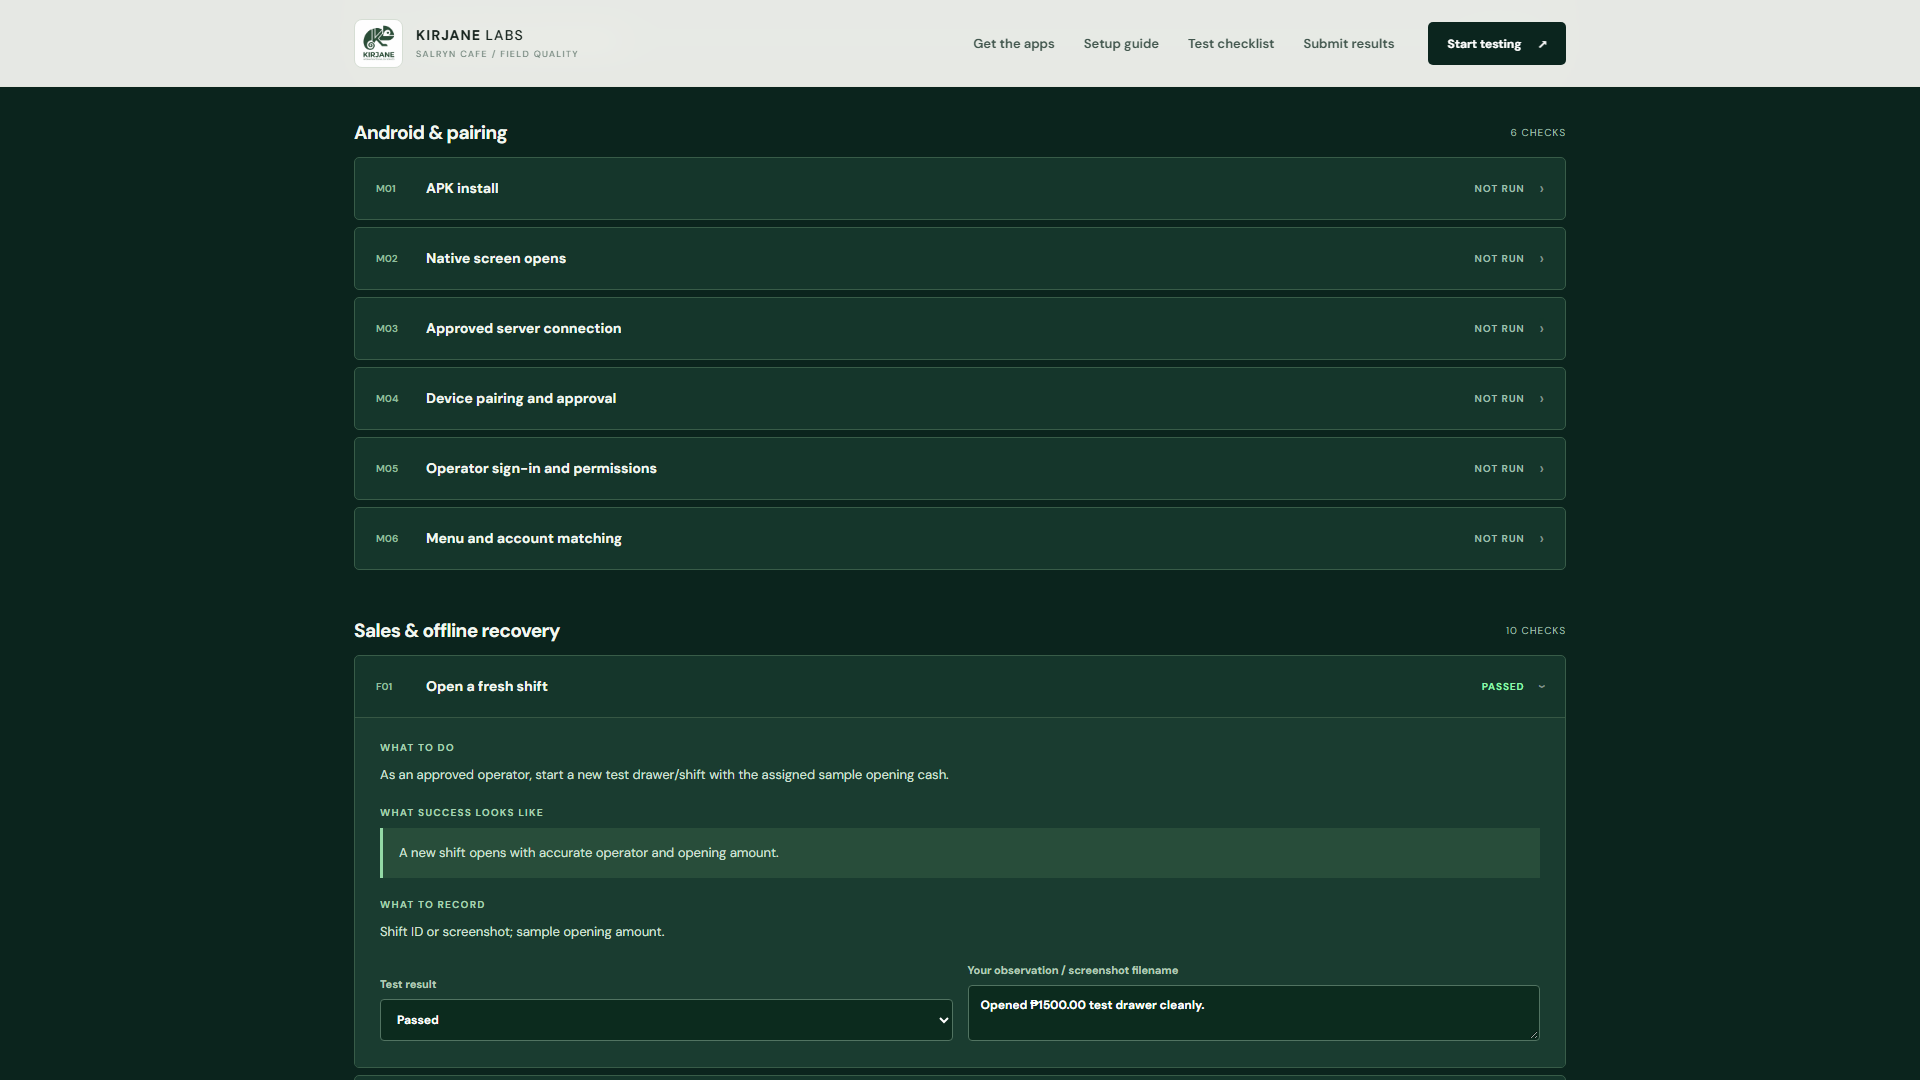 KIRJANE
KIRJANE LABS
SALRYN CAFE / FIELD QUALITY
Get the apps
Setup guide
Test checklist
Submit results
Start testing ↗
Android & pairing
6 CHECKS
M01 APK install NOT RUN ›
M02 Native screen opens NOT RUN ›
M03 Approved server connection NOT RUN ›
M04 Device pairing and approval NOT RUN ›
M05 Operator sign-in and permissions NOT RUN ›
M06 Menu and account matching NOT RUN ›
Sales & offline recovery
10 CHECKS
F01 Open a fresh shift PASSED
WHAT TO DO
As an approved operator, start a new test drawer/shift with the assigned sample opening cash.
WHAT SUCCESS LOOKS LIKE
A new shift opens with accurate operator and opening amount.
WHAT TO RECORD
Shift ID or screenshot; sample opening amount.
Test result
Passed
Your observation / screenshot filename
Opened ₱1500.00 test drawer cleanly.